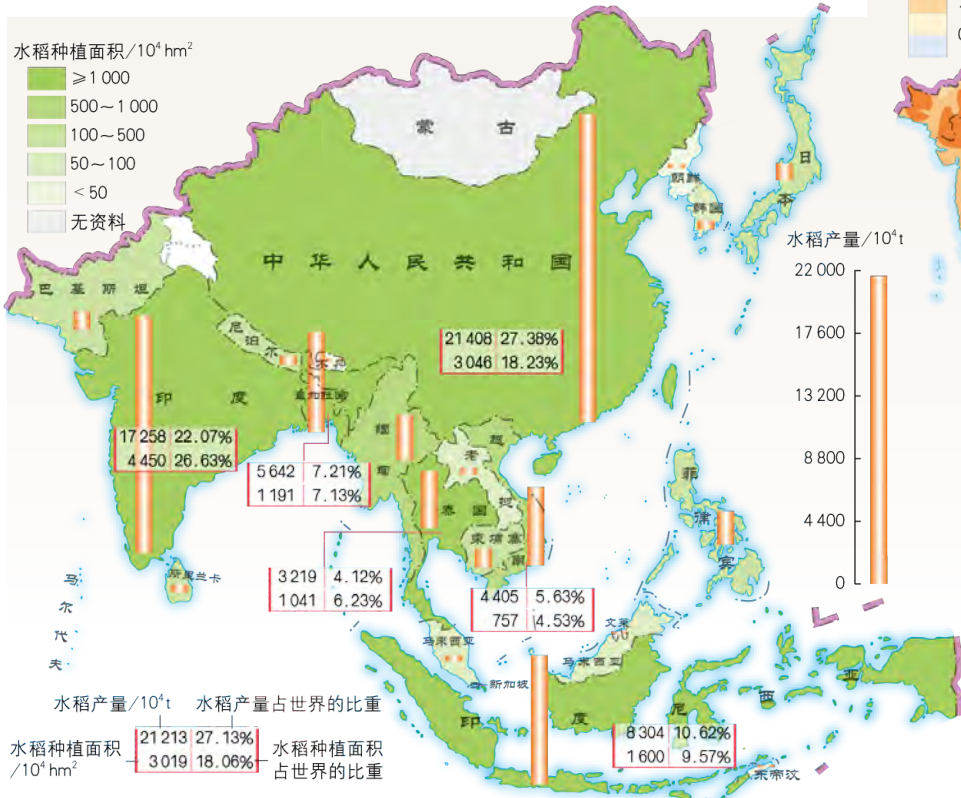 水稻种植面积/10⁴ hm²
≥1 000
500～1 000
100～500
50～100
<50
无资料
蒙古
朝鲜
韩国
日本
中华人民共和国
巴基斯坦
尼泊尔
不丹
孟加拉国
印度
缅甸
老挝
越南
泰国
柬埔寨
菲律宾
斯里兰卡
马尔代夫
马来西亚
文莱
马来西亚
新加坡
印度尼西亚
东帝汶
21 408 27.38%
3 046 18.23%
17 258 22.07%
4 450 26.63%
5 642 7.21%
1 191 7.13%
3 219 4.12%
1 041 6.23%
4 405 5.63%
757 4.53%
8 304 10.62%
1 600 9.57%
水稻产量/10⁴t
22 000
17 600
13 200
8 800
4 400
0
水稻产量/10⁴t 水稻产量占世界的比重
水稻种植面积
/10⁴ hm²
21 213 27.13%
3 019 18.06%
水稻种植面积
占世界的比重